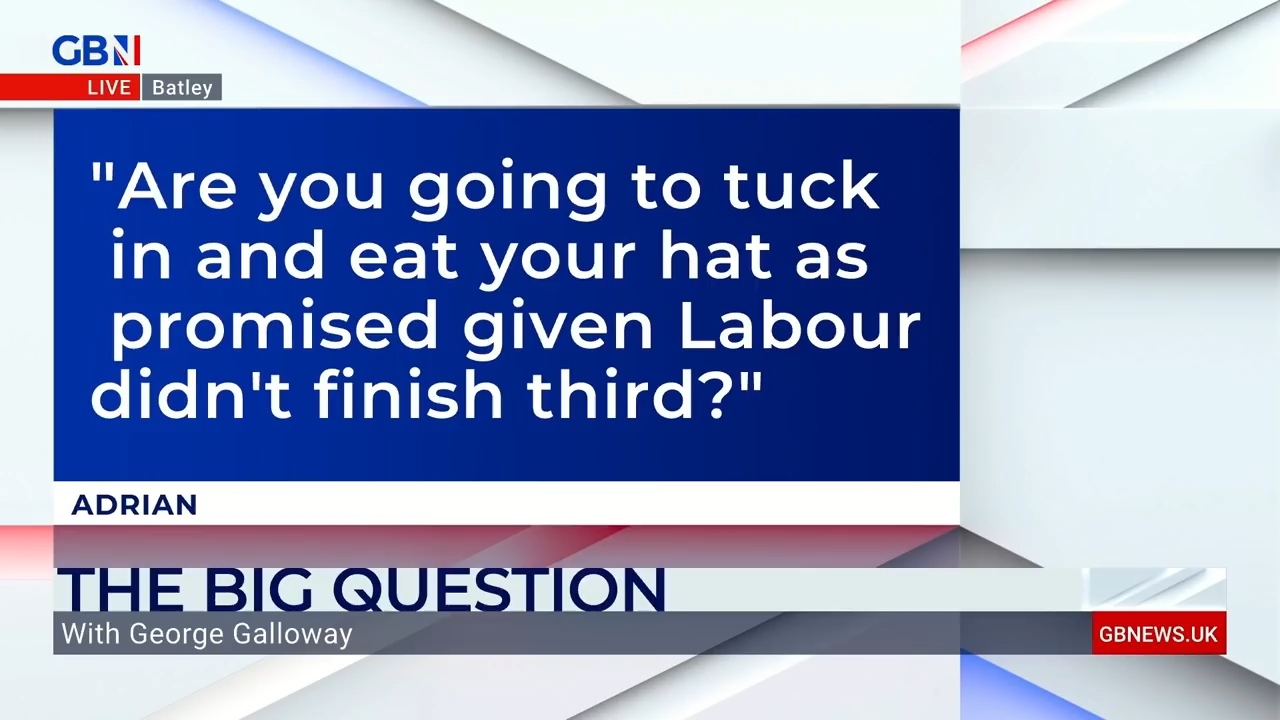 GBN
LIVE Batley
"Are you going to tuck
in and eat your hat as
promised given Labour
didn't finish third?"
ADRIAN
THE BIG QUESTION
With George Galloway
GBNEWS.UK